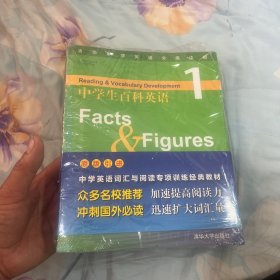 Reading & Vocabulary Development
1
中学生百科英语
Facts
& Figures
中学英语词汇与阅读专项训练经典教材
众多名校推荐 加速提高阅读力
冲刺国外必读 迅速扩大词汇量
清华大学出版社